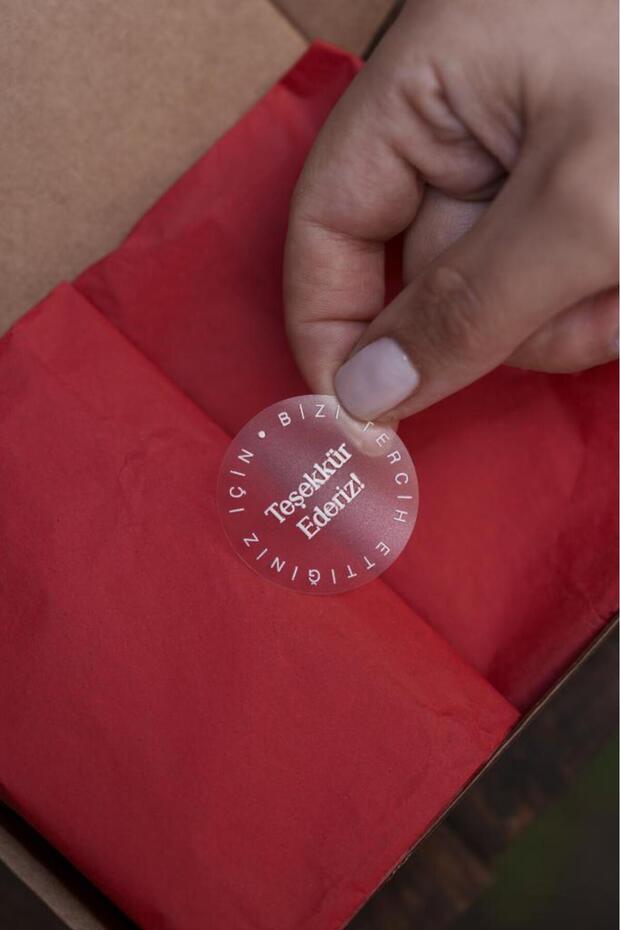 BİZİ TERCİH ETTİĞİNİZ İÇİN •
Teşekkür
Ederiz!